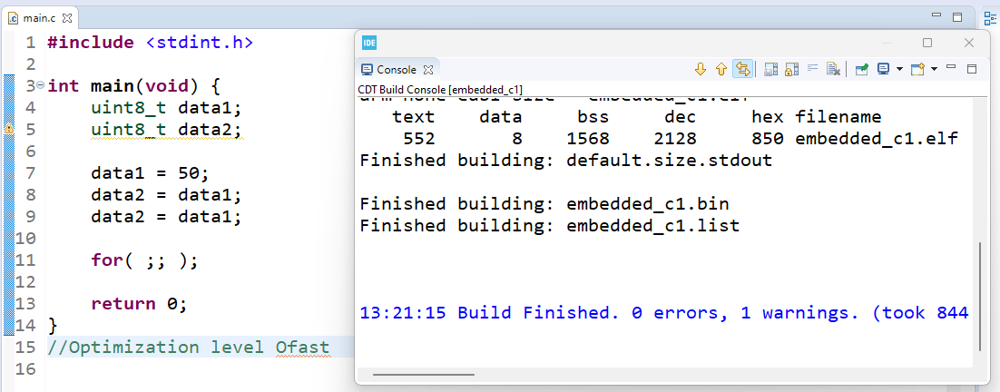 main.c
1 #include <stdint.h>
2
3 int main(void) {
4 uint8_t data1;
5 uint8_t data2;
6
7 data1 = 50;
8 data2 = data1;
9 data2 = data1;
10
11 for( ;; );
12
13 return 0;
14 }
15 //Optimization level Ofast
16
IDE
Console
CDT Build Console [embedded_c1]
text data bss dec hex filename
552 8 1568 2128 850 embedded_c1.elf
Finished building: default.size.stdout
Finished building: embedded_c1.bin
Finished building: embedded_c1.list
13:21:15 Build Finished. 0 errors, 1 warnings. (took 844